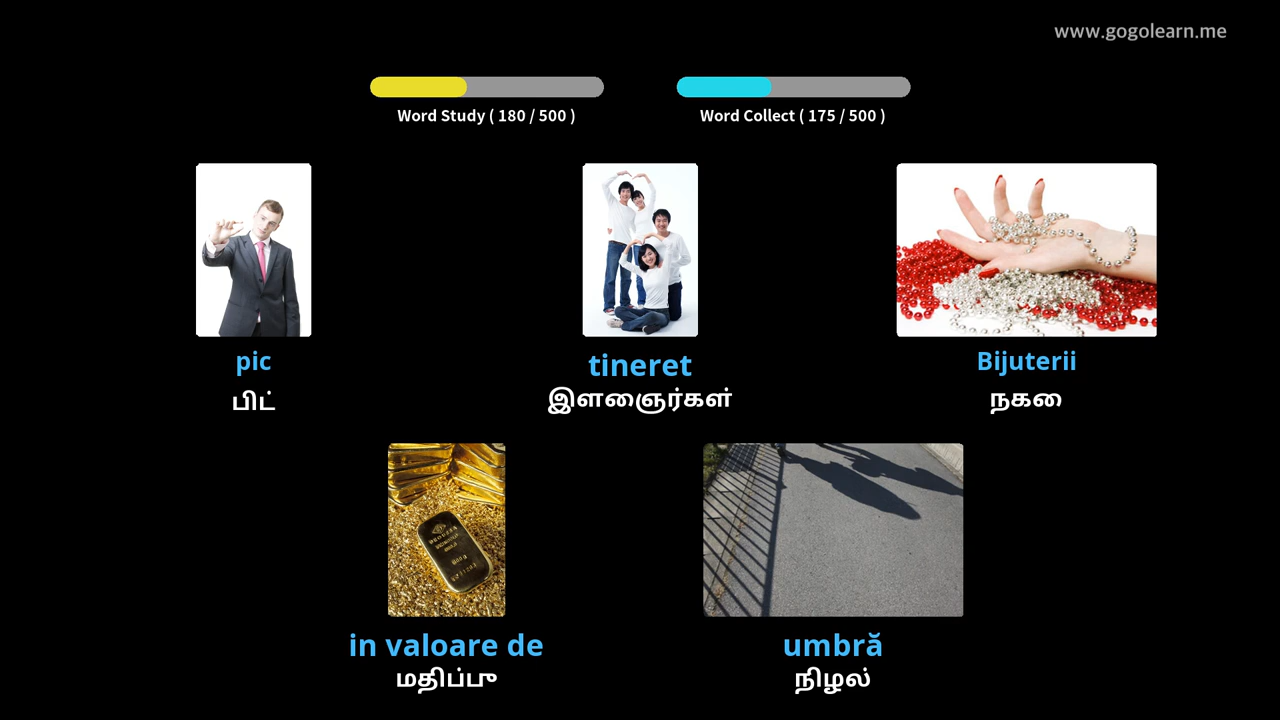 www.gogolearn.me
Word Study ( 180 / 500 )
Word Collect ( 175 / 500 )
pic
பிட்
tineret
இளைஞர்கள்
Bijuterii
நகை
in valoare de
மதிப்பு
umbră
நிழல்